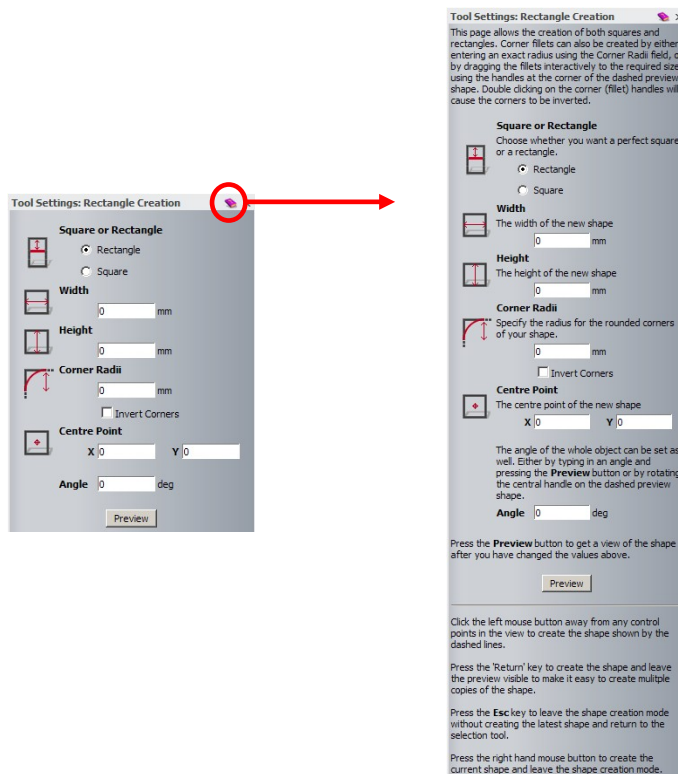 Tool Settings: Rectangle Creation
Square or Rectangle
Rectangle
Square
Width
0 mm
Height
0 mm
Corner Radii
0 mm
Invert Corners
Centre Point
X 0 Y 0
Angle 0 deg
Preview
Tool Settings: Rectangle Creation
This page allows the creation of both squares and
rectangles. Corner fillets can also be created by either
entering an exact radius using the Corner Radii field,
by dragging the fillets interactively to the required size
using the handles at the corner of the dashed preview
shape. Double clicking on the corner (fillet) handles will
cause the corners to be inverted.
Square or Rectangle
Choose whether you want a perfect square
or a rectangle.
Rectangle
Square
Width
The width of the new shape
0 mm
Height
The height of the new shape
0 mm
Corner Radii
Specify the radius for the rounded corners
of your shape.
0 mm
Invert Corners
Centre Point
The centre point of the new shape
X 0 Y 0
The angle of the whole object can be set as
well. Either by typing in an angle and
pressing the Preview button or by rotating
the central handle on the dashed preview
shape.
Angle 0 deg
Press the Preview button to get a view of the shape
after you have changed the values above.
Preview
Click the left mouse button away from any control
points in the view to create the shape shown by the
dashed lines.
Press the 'Return' key to create the shape and leave
the preview visible to make it easy to create mulitple
copies of the shape.
Press the Esc key to leave the shape creation mode
without creating the latest shape and return to the
selection tool.
Press the right hand mouse button to create the
current shape and leave the shape creation mode.